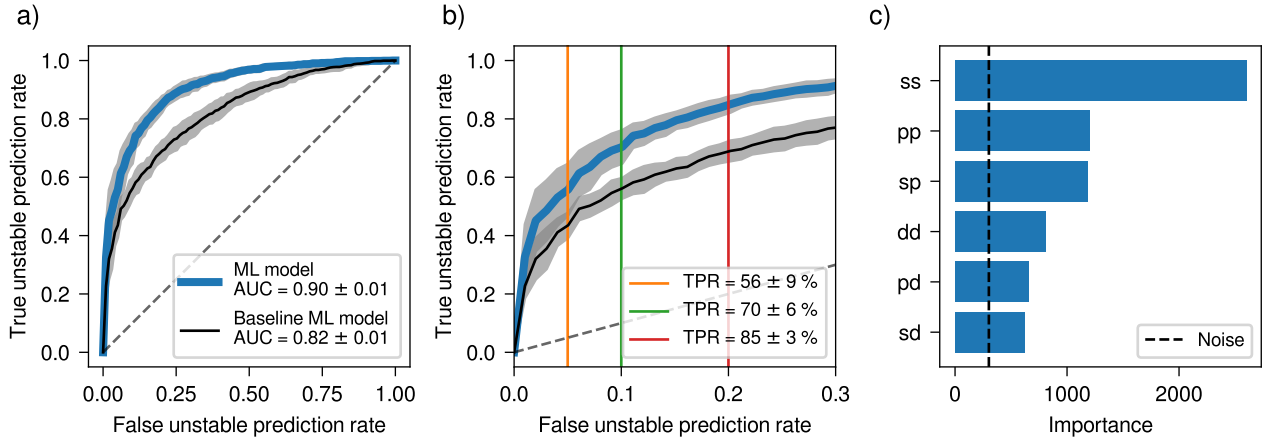 a)
True unstable prediction rate
1.0
0.8
0.6
0.4
0.2
0.0
ML model
AUC = 0.90 ± 0.01
Baseline ML model
AUC = 0.82 ± 0.01
0.00 0.25 0.50 0.75 1.00
False unstable prediction rate
b)
True unstable prediction rate
1.0
0.8
0.6
0.4
0.2
0.0
TPR = 56 ± 9 %
TPR = 70 ± 6 %
TPR = 85 ± 3 %
0.0 0.1 0.2 0.3
False unstable prediction rate
c)
ss
pp
sp
dd
pd
sd
Noise
0 1000 2000
Importance